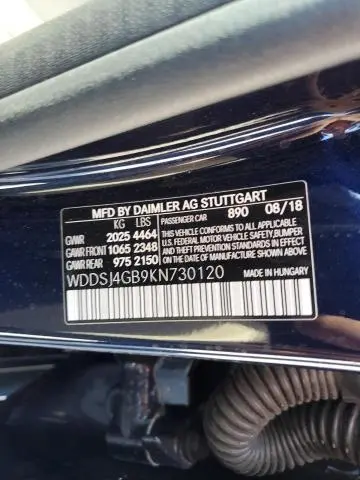 MFD BY DAIMLER AG STUTTGART
KG LBS PASSENGER CAR 890 08/18
GAWR 2025 4464 THIS VEHICLE CONFORMS TO ALL APPLICABLE
GAWR FRONT 1065 2348 U.S. FEDERAL MOTOR VEHICLE SAFETY,BUMPER
GAWR REAR 975 2150 AND THEFT PREVENTION STANDARDS IN EFFECT ON THE DATE OF MANUFACTURE SHOWN ABOVE.
WDDSJ4GB9KN730120 MADE IN HUNGARY